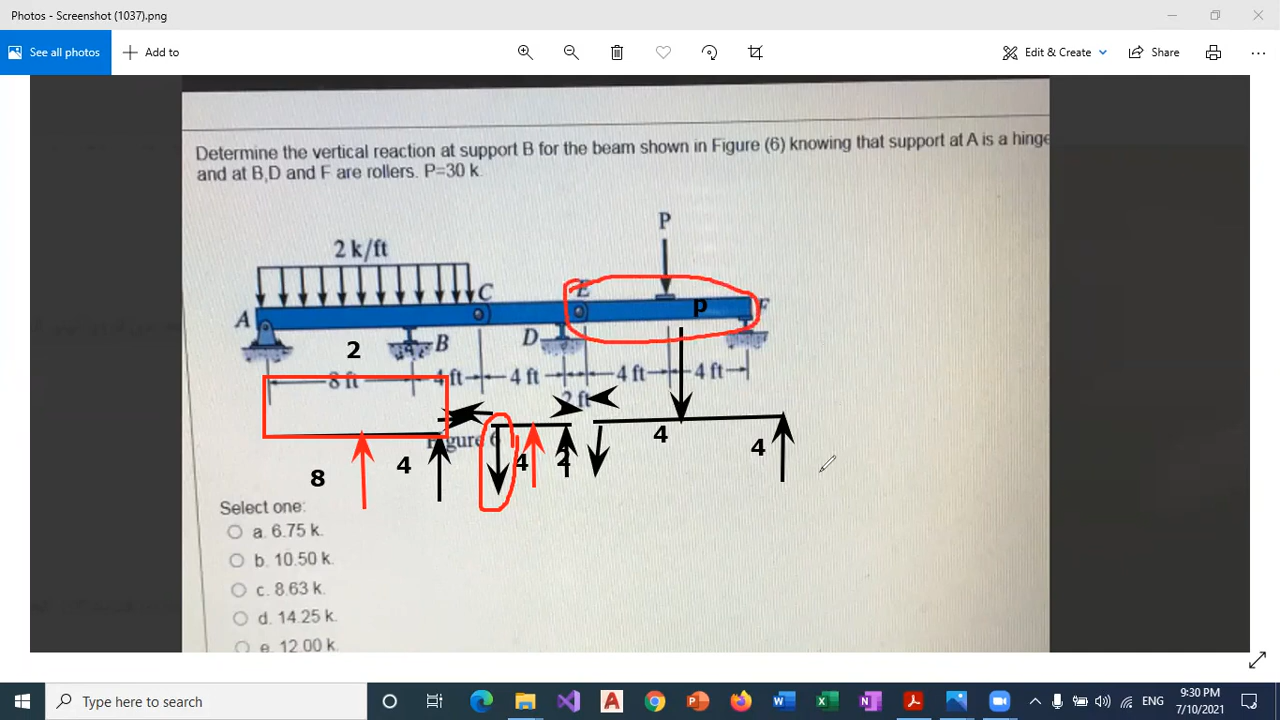 Photos - Screenshot (1037).png
See all photos
Add to
Edit & Create
Share
Determine the vertical reaction at support B for the beam shown in Figure (6) knowing that support at A is a hinge
and at B,D and F are rollers. P=30 k.
P
2 k/ft
C
E
P
F
A
B
D
2
8 ft
4 ft
4 ft
4 ft
4 ft
2 ft
Figure 6
8
4
4
2
4
4
Select one:
a. 6.75 k.
b. 10.50 k.
c. 8.63 k.
d. 14.25 k.
e. 12.00 k.
Type here to search
ENG
9:30 PM
7/10/2021